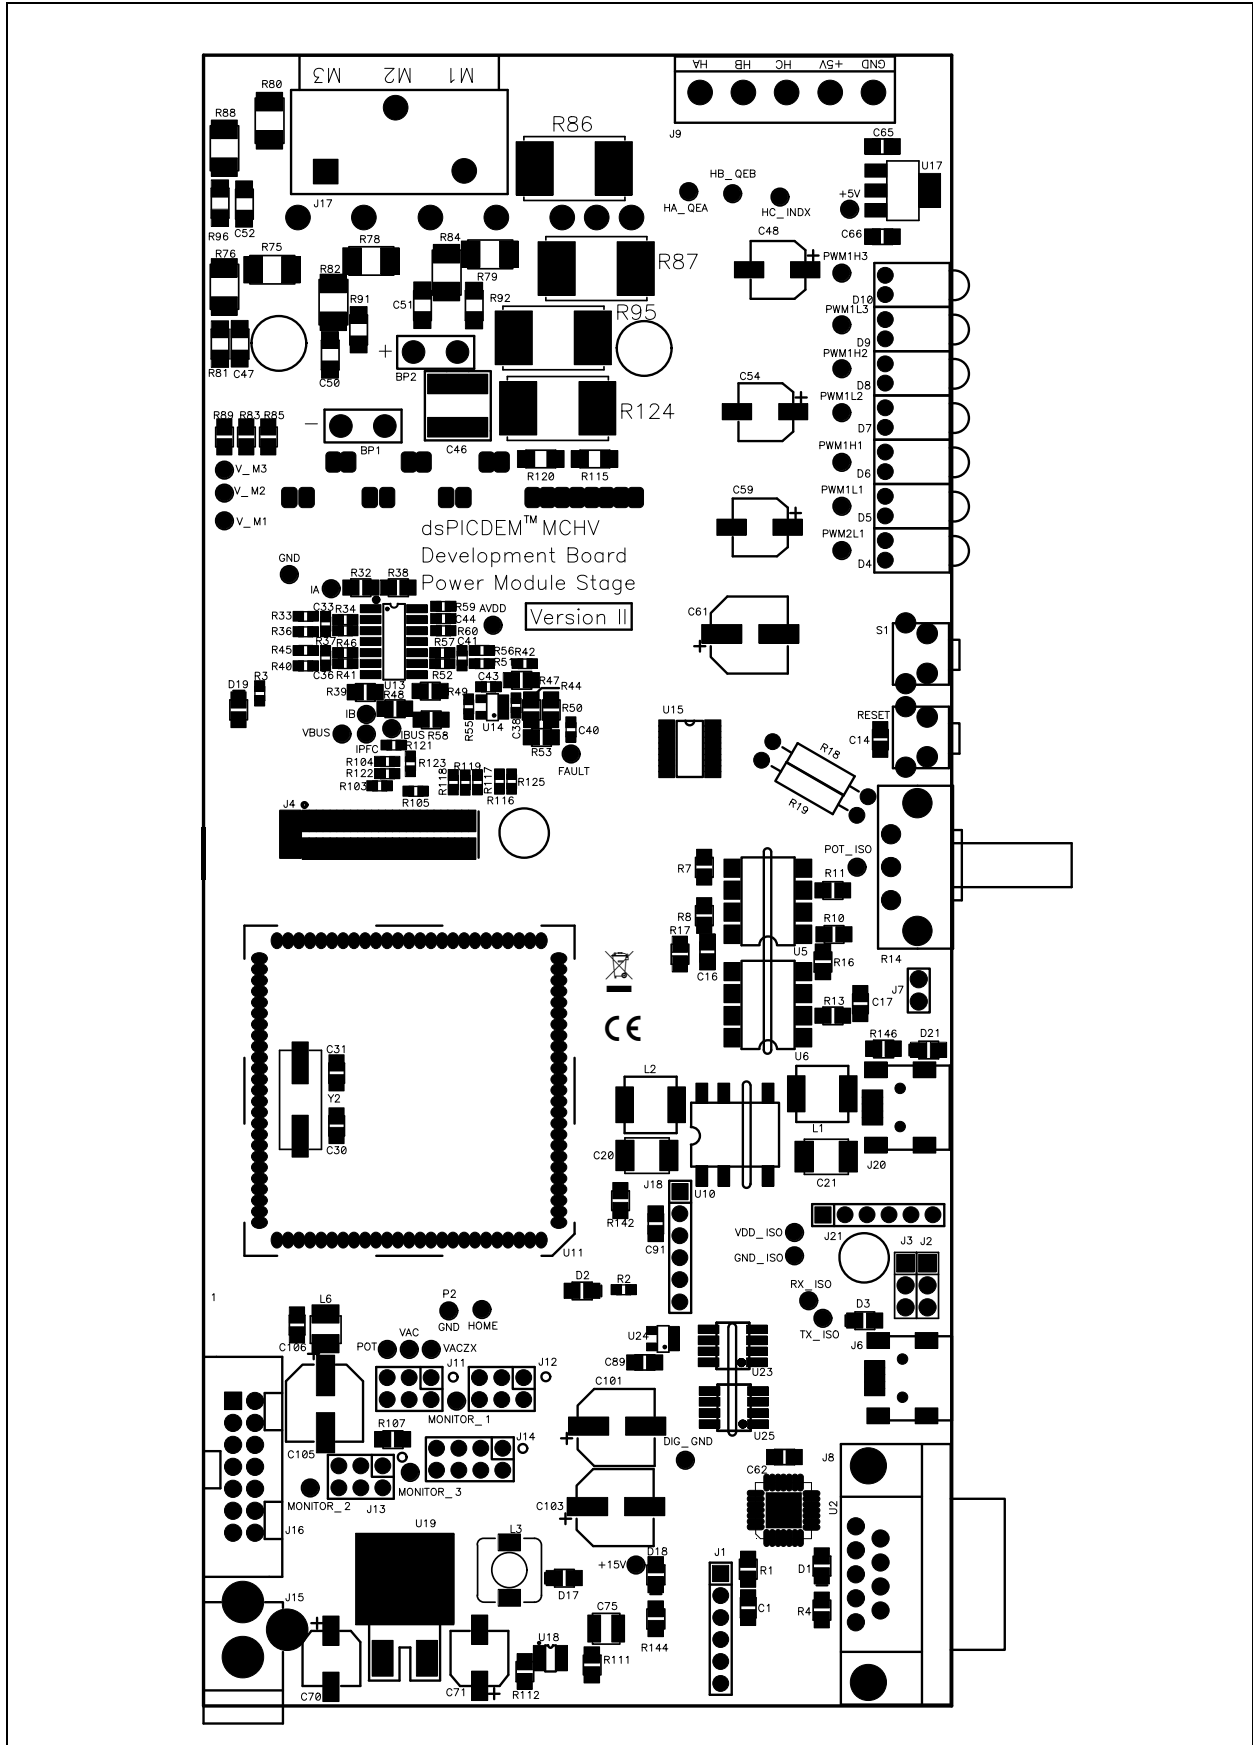 M3 M2 M1
HA HB HC +5V GND
R80
R88
J17
R86
J9
C65
U17
+5V
HB_QEB
HA_QEA
HC_INDX
R96
C52
C66
R76
R75
R78
R84
R79
C48
PWM1H3
R87
R82
R91
C51
R92
D10
PWM1L3
R95
D9
R81
C47
C50
+
BP2
PWM1H2
D8
C54
PWM1L2
R124
D7
R89
R83
R85
-
BP1
C46
PWM1H1
V_M3
V_M2
V_M1
R120
R115
D6
C59
PWM1L1
D5
dsPICDEM™ MCHV
Development Board
Power Module Stage
Version II
PWM2L1
D4
GND
IA
R32
R38
R33
C33
R34
R59
C44
R60
AVDD
R36
R37
R46
R57
C41
R56
R42
R45
R51
R40
C36
R41
U13
R52
C43
R47
R44
C61
S1
D19
R3
R39
R48
R49
IB
R55
U14
C38
R50
VBUS
IBUS
R58
C40
R53
IPFC
R121
FAULT
U15
RESET
C14
R104
R122
R123
R103
R105
R118
R119
R117
R116
R125
R18
R19
J4
POT_ISO
R7
R11
R8
R17
C16
U5
R10
R16
R14
J7
R13
C17
U6
R146
D21
C31
Y2
C30
L2
L1
C20
J18
U10
C21
J20
R142
C91
J21
VDD_ISO
GND_ISO
J3 J2
U11
D2
R2
RX_ISO
TX_ISO
D3
1
L6
C106
P2
GND
HOME
POT
VAC
VACZX
U24
C89
U23
J6
J11
J12
MONITOR_1
C101
U25
C105
R107
J14
DIG_GND
MONITOR_2
J13
MONITOR_3
C62
J8
J16
C103
U2
U19
L3
+15V
D18
J1
R1
D1
D17
J15
C75
C1
R4
U18
R144
R111
C70
C71
R112